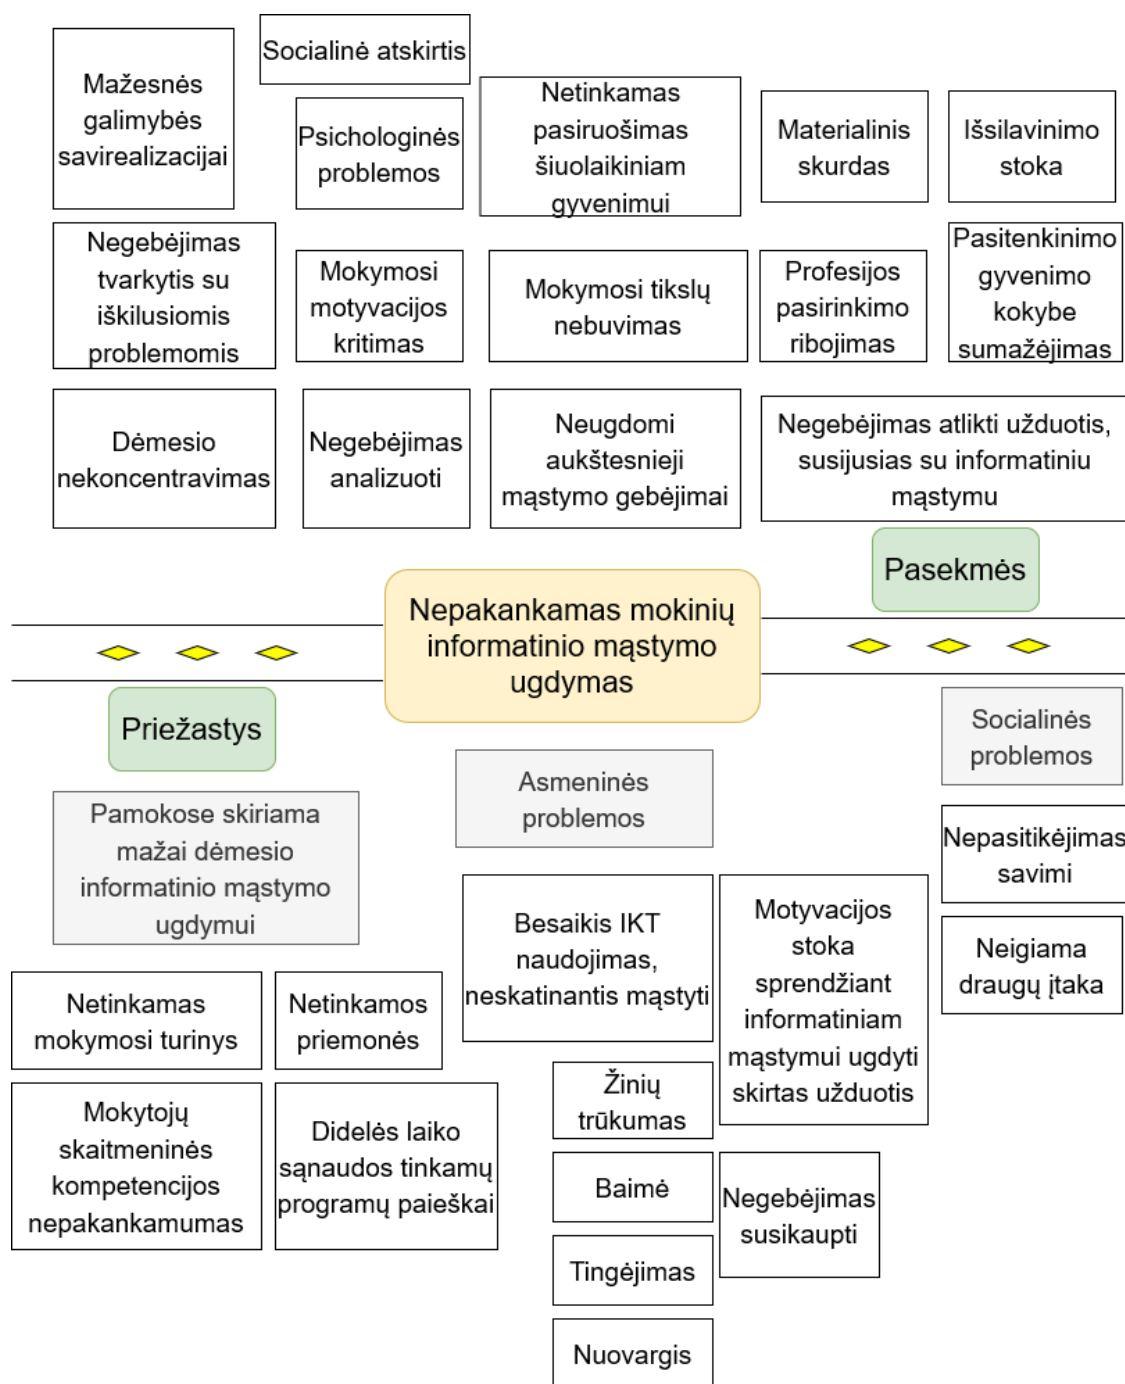 Socialinė atskirtis
Mažesnės
galimybės
savirealizacijai
Psichologinės
problemos
Netinkamas
pasiruošimas
šiuolaikiniam
gyvenimui
Materialinis
skurdas
Išsilavinimo
stoka
Negebėjimas
tvarkytis su
iškilusiomis
problemomis
Mokymosi
motyvacijos
kritimas
Mokymosi tikslų
nebuvimas
Profesijos
pasirinkimo
ribojimas
Pasitenkinimo
gyvenimo
kokybe
sumažėjimas
Dėmesio
nekoncentravimas
Negebėjimas
analizuoti
Neugdomi
aukštesnieji
mąstymo gebėjimai
Negebėjimas atlikti užduotis,
susijusias su informatiniu
mąstymu
Pasekmės
Nepakankamas mokinių
informatinio mąstymo
ugdymas
Priežastys
Pamokose skiriama
mažai dėmesio
informatinio mąstymo
ugdymui
Netinkamas
mokymosi turinys
Netinkamos
priemonės
Mokytojų
skaitmeninės
kompetencijos
nepakankamumas
Didelės laiko
sąnaudos tinkamų
programų paieškai
Asmeninės
problemos
Besaikis IKT
naudojimas,
neskatinantis mąstyti
Motyvacijos
stoka
sprendžiant
informatiniam
mąstymui ugdyti
skirtas užduotis
Žinių
trūkumas
Baimė
Negebėjimas
susikaupti
Tingėjimas
Nuovargis
Socialinės
problemos
Nepasitikėjimas
savimi
Neigiama
draugų įtaka